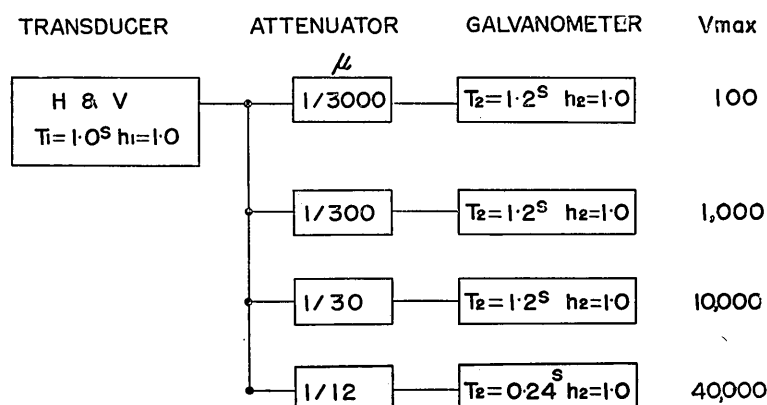 TRANSDUCER ATTENUATOR GALVANOMETER Vmax
μ
H & V 1/3000 T2=1·2s h2=1·0 100
T1=1·0s h1=1·0
1/300 T2=1·2s h2=1·0 1,000
1/30 T2=1·2s h2=1·0 10,000
1/12 T2=0·24s h2=1·0 40,000